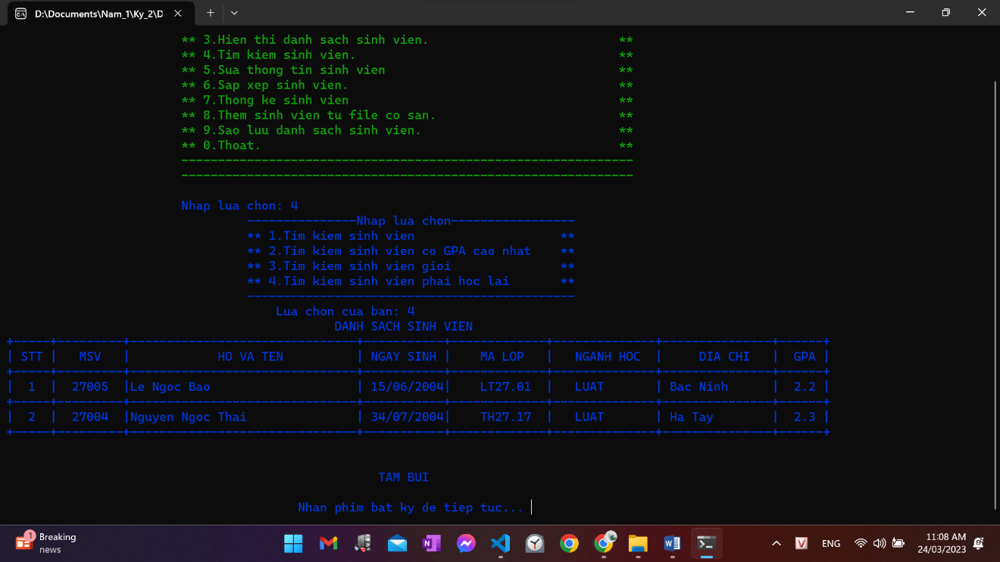 D:\Documents\Nam_1\Ky_2\D
** 3.Hien thi danh sach sinh vien. **
** 4.Tim kiem sinh vien. **
** 5.Sua thong tin sinh vien **
** 6.Sap xep sinh vien. **
** 7.Thong ke sinh vien **
** 8.Them sinh vien tu file co san. **
** 9.Sao luu danh sach sinh vien. **
** 0.Thoat. **
--------------------------------------------------------------
--------------------------------------------------------------
Nhap lua chon: 4
---------------Nhap lua chon-----------------
** 1.Tim kiem sinh vien **
** 2.Tim kiem sinh vien co GPA cao nhat **
** 3.Tim kiem sinh vien gioi **
** 4.Tim kiem sinh vien phai hoc lai **
---------------------------------------------
Lua chon cua ban: 4
DANH SACH SINH VIEN
+-----+---------+-------------------------------+-----------+-------------+--------------+---------------+------+
| STT | MSV | HO VA TEN | NGAY SINH | MA LOP | NGANH HOC | DIA CHI | GPA |
+-----+---------+-------------------------------+-----------+-------------+--------------+---------------+------+
| 1 | 27005 |Le Ngoc Bao | 15/06/2004| LT27.01 | LUAT | Bac Ninh | 2.2 |
+-----+---------+-------------------------------+-----------+-------------+--------------+---------------+------+
| 2 | 27004 |Nguyen Ngoc Thai | 34/07/2004| TH27.17 | LUAT | Ha Tay | 2.3 |
+-----+---------+-------------------------------+-----------+-------------+--------------+---------------+------+
TAM BUI
Nhan phim bat ky de tiep tuc...
1
Breaking
news
V
ENG
11:08 AM
24/03/2023